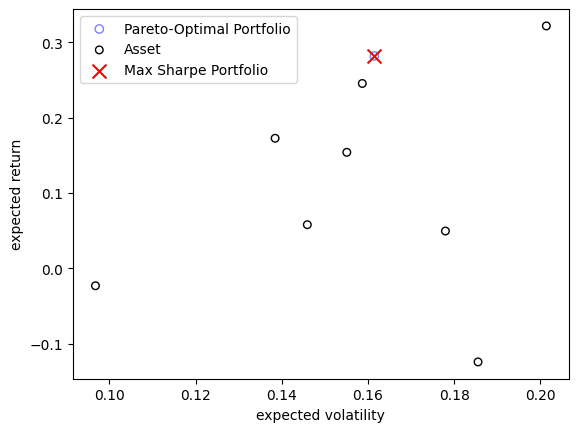 Pareto-Optimal Portfolio
Asset
Max Sharpe Portfolio
0.3
0.2
0.1
0.0
−0.1
expected return
0.10 0.12 0.14 0.16 0.18 0.20
expected volatility